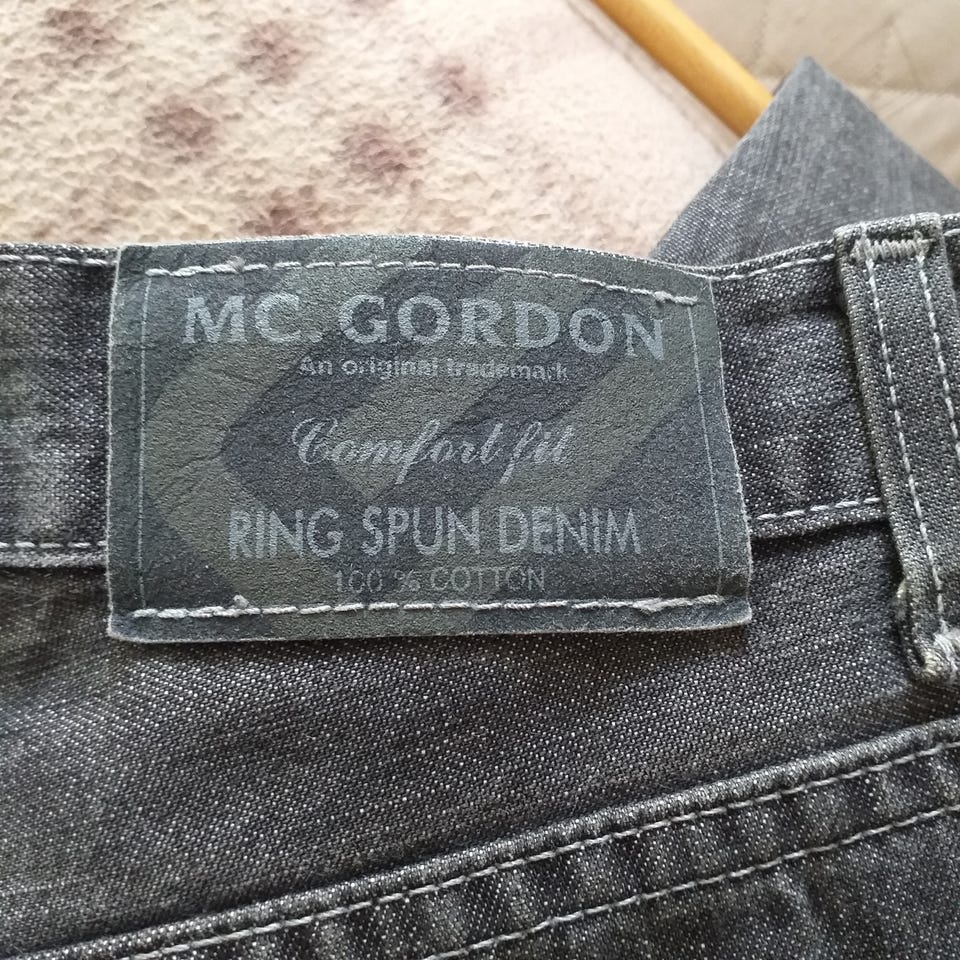 MC. GORDON
An original trademark
Comfort fit
RING SPUN DENIM
100 % COTTON